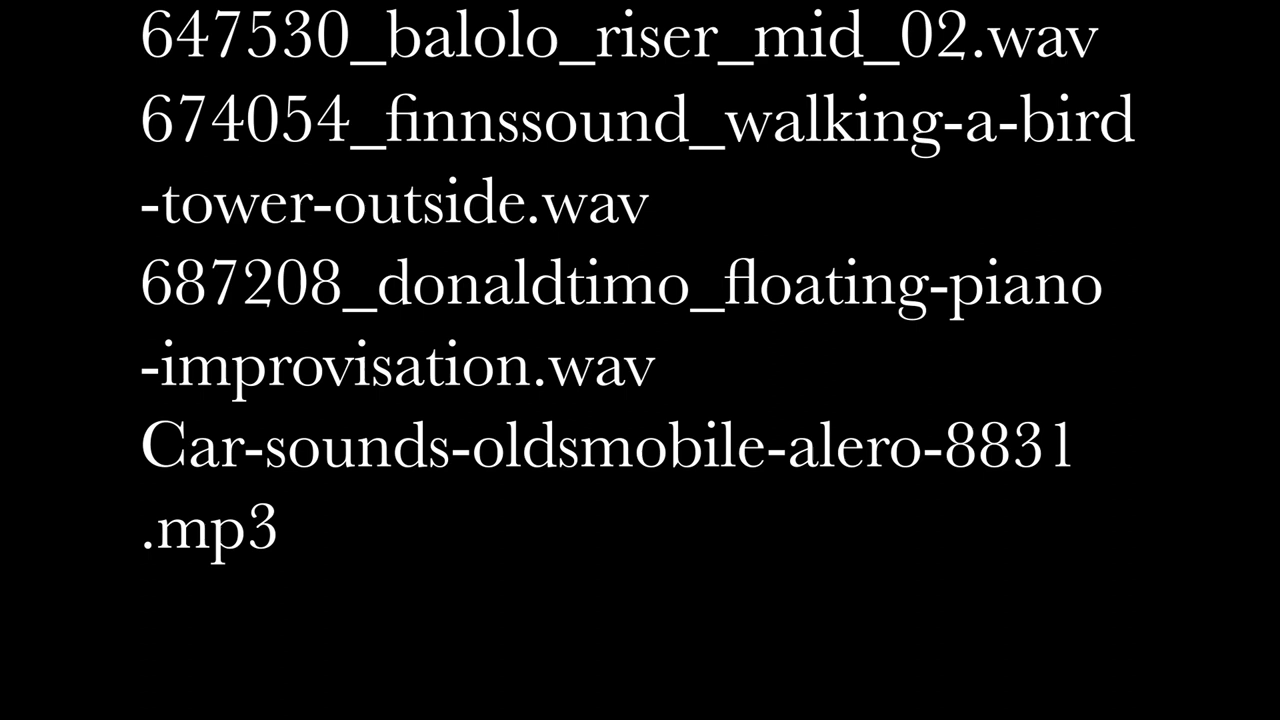 647530_balolo_riser_mid_02.wav
674054_finnssound_walking-a-bird
-tower-outside.wav
687208_donaldtimo_floating-piano
-improvisation.wav
Car-sounds-oldsmobile-alero-8831
.mp3